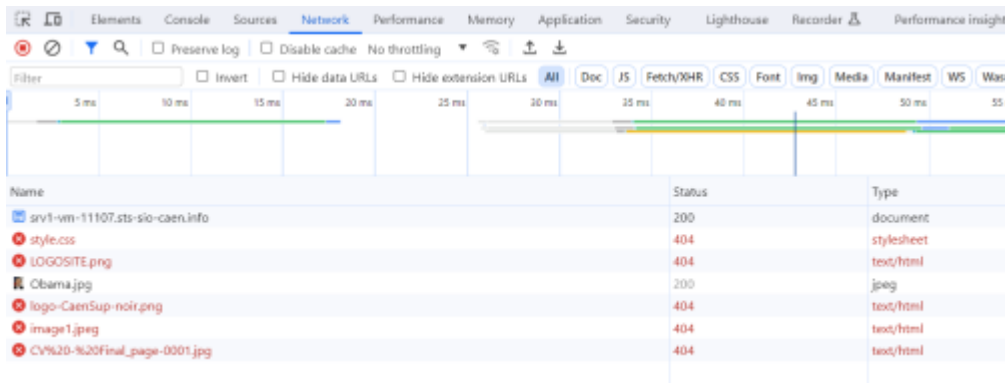 Elements Console Sources Network Performance Memory Application Security Lighthouse Recorder Performance insight
Preserve log Disable cache No throttling
Filter Invert Hide data URLs Hide extension URLs All Doc JS Fetch/XHR CSS Font Img Media Manifest WS Was
5 ms 10 ms 15 ms 20 ms 25 ms 30 ms 35 ms 40 ms 45 ms 50 ms 55
Name Status Type
srv1-vm-11107.sts-sio-caen.info 200 document
style.css 404 stylesheet
LOGOSITE.png 404 text/html
Obama.jpg 200 jpeg
logo-CaenSup-noir.png 404 text/html
image1.jpeg 404 text/html
CV%20-%20Final_page-0001.jpg 404 text/html